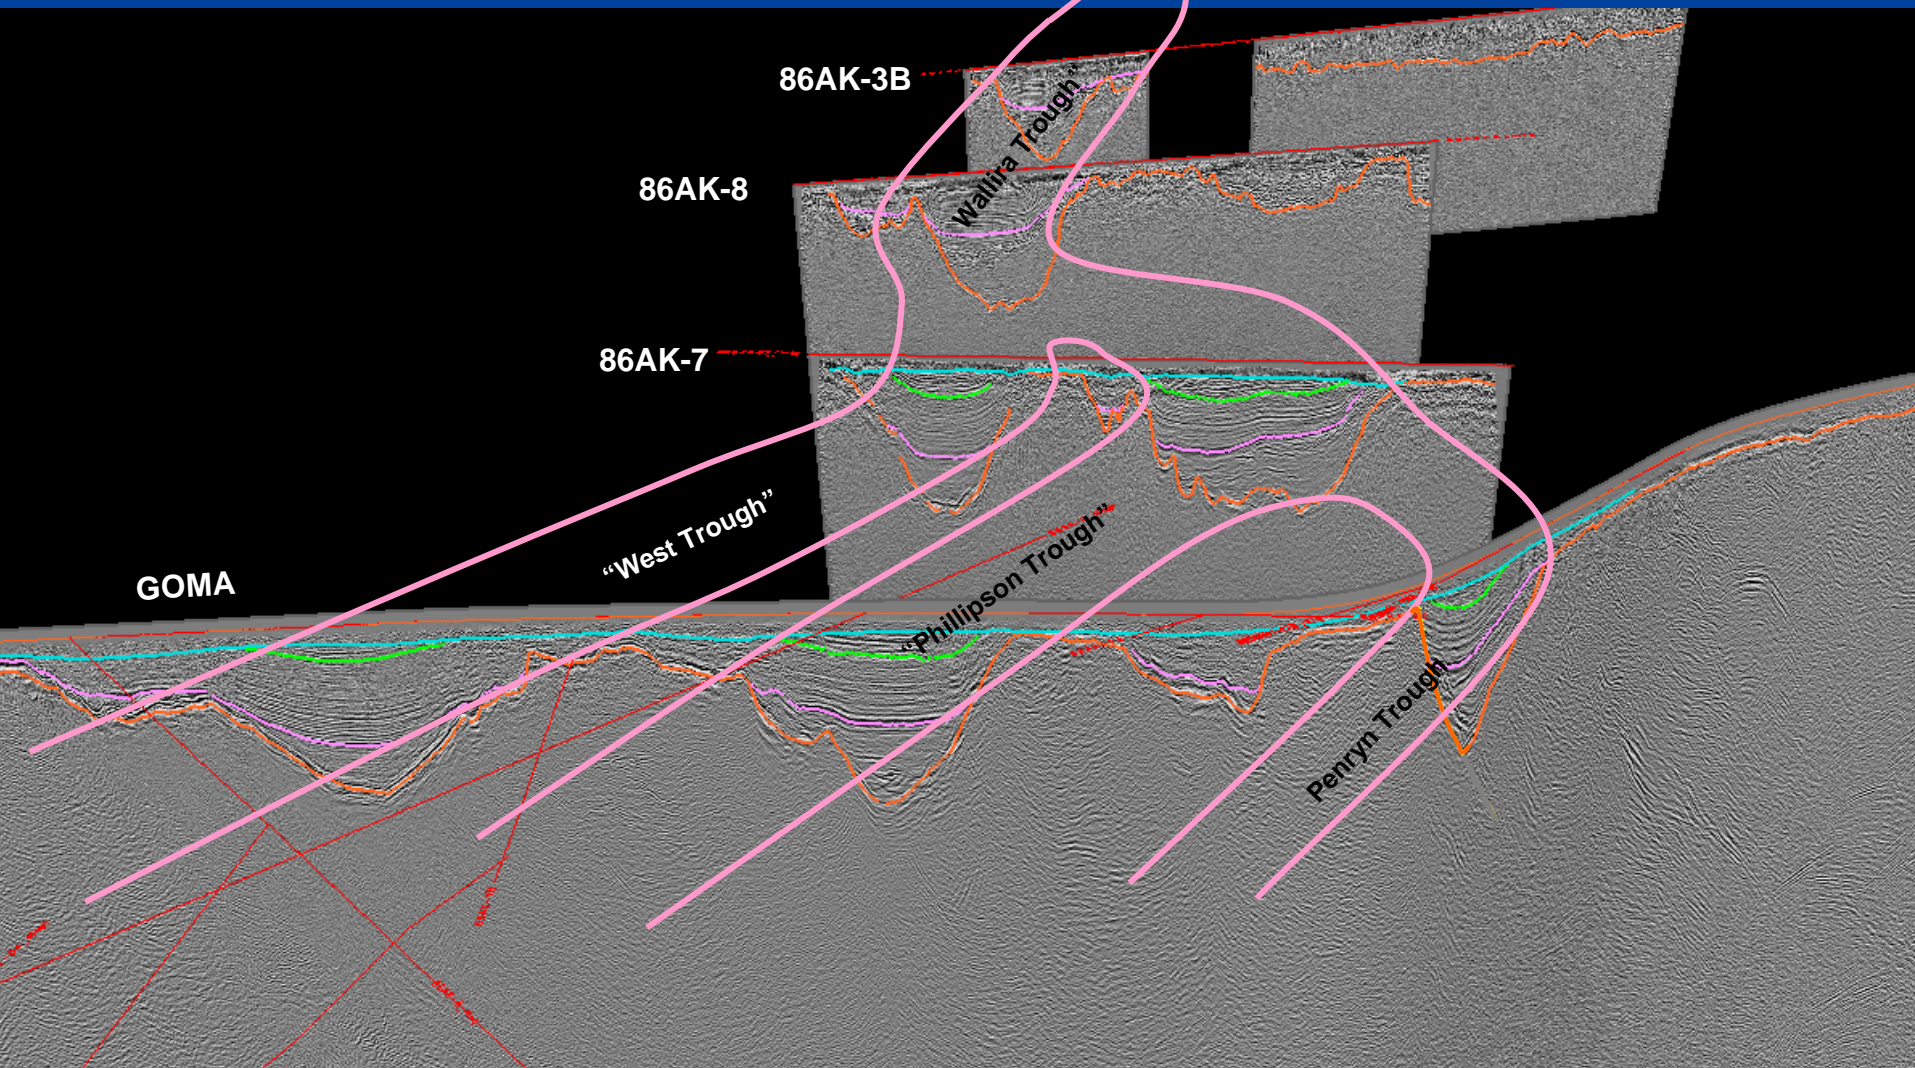 86AK-3B
Wallira Trough”
86AK-8
86AK-7
“West Trough”
“Phillipson Trough”
GOMA
Penryn Trough